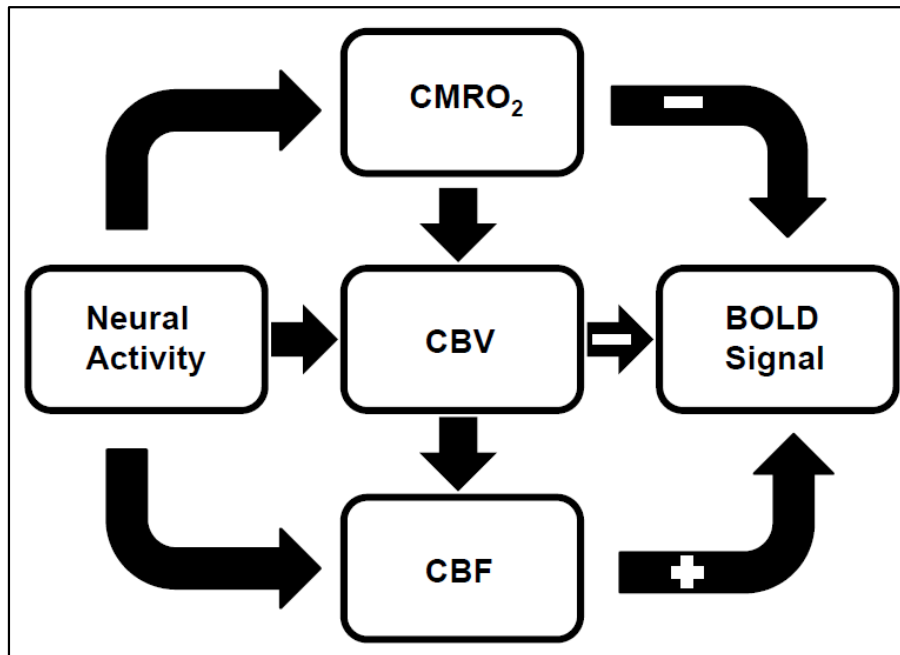 CMRO₂
−
Neural
Activity
CBV
−
BOLD
Signal
CBF
+